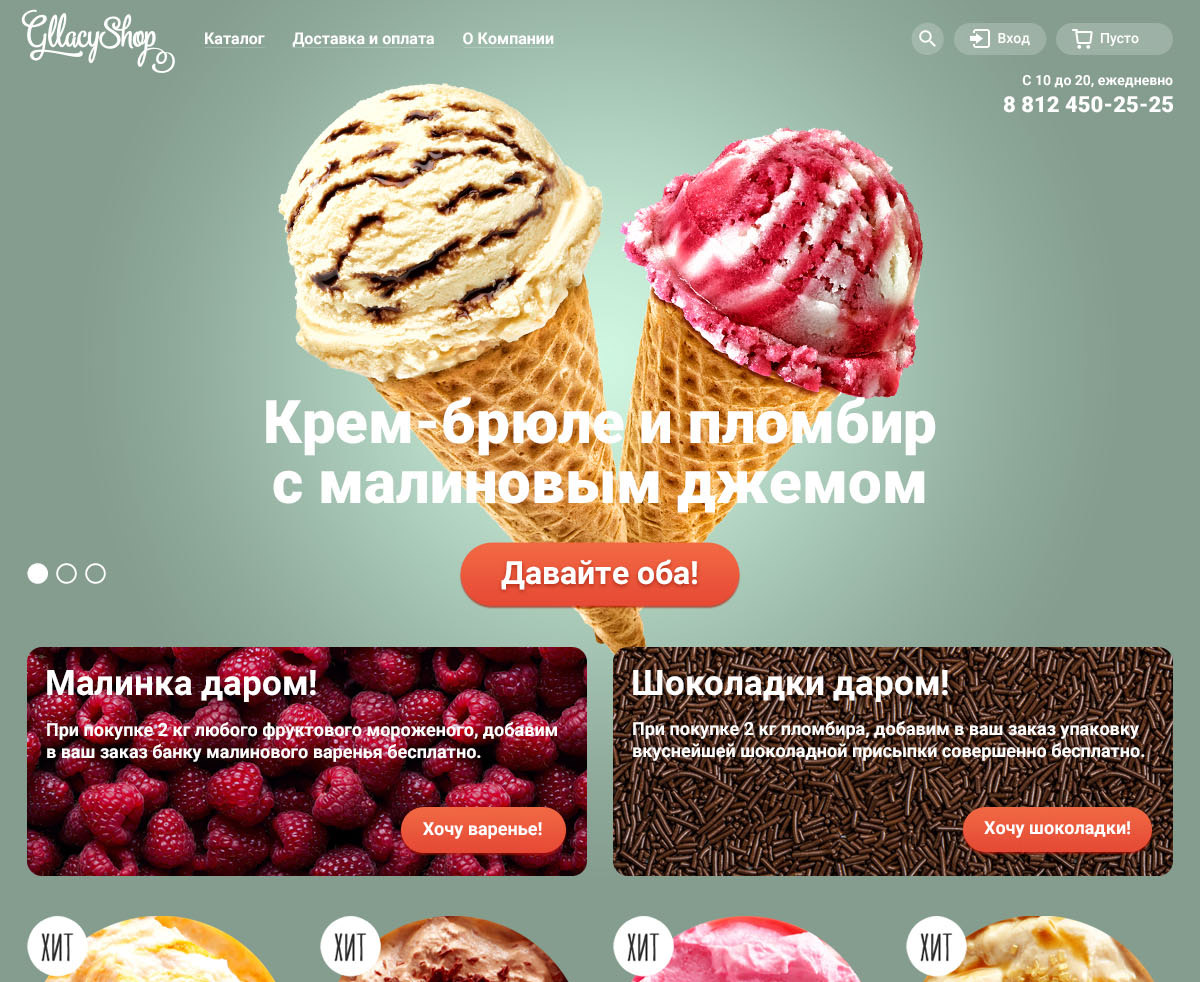 GllacyShop
Каталог
Доставка и оплата
О Компании
Вход
Пусто
С 10 до 20, ежедневно
8 812 450-25-25
Крем-брюле и пломбир
с малиновым джемом
Давайте оба!
Малинка даром!
При покупке 2 кг любого фруктового мороженого, добавим
в ваш заказ банку малинового варенья бесплатно.
Хочу варенье!
Шоколадки даром!
При покупке 2 кг пломбира, добавим в ваш заказ упаковку
вкуснейшей шоколадной присыпки совершенно бесплатно.
Хочу шоколадки!
ХИТ
ХИТ
ХИТ
ХИТ